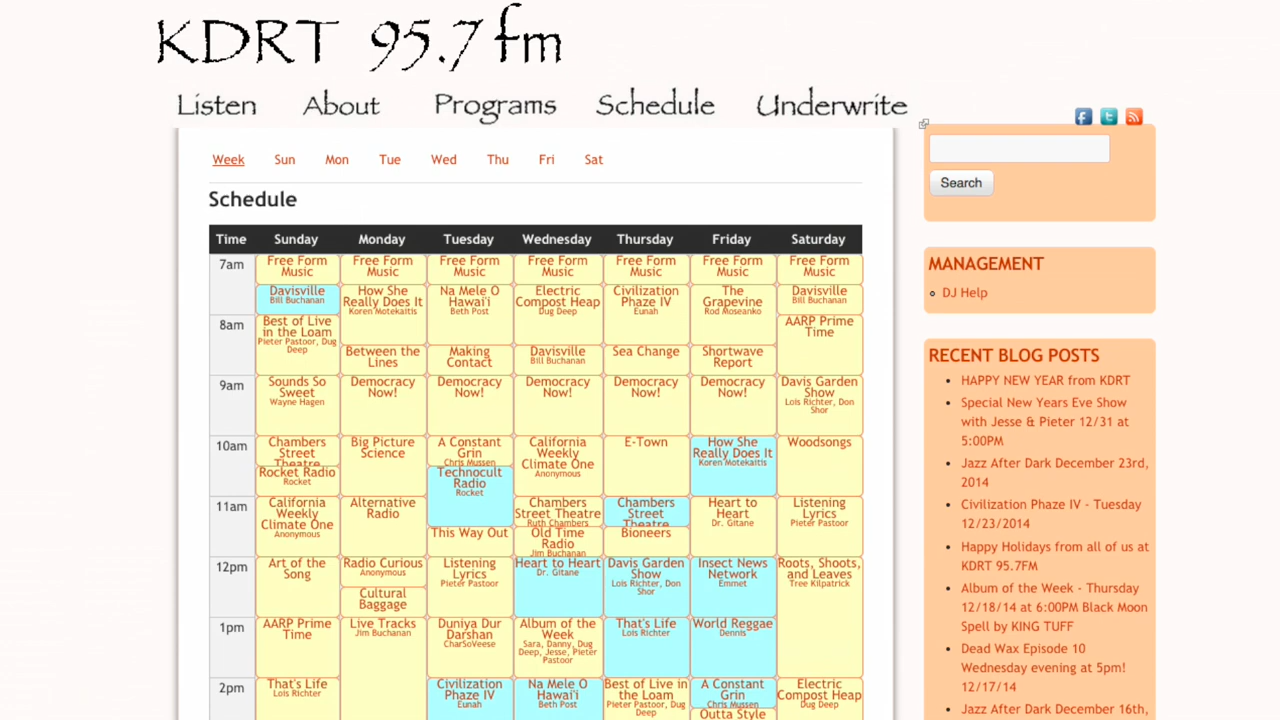 KDRT 95.7 fm
Listen About Programs Schedule Underwrite
Week Sun Mon Tue Wed Thu Fri Sat
Schedule
Time Sunday Monday Tuesday Wednesday Thursday Friday Saturday
7am
Free Form
Music
Free Form
Music
Free Form
Music
Free Form
Music
Free Form
Music
Free Form
Music
Free Form
Music
Davisville
Bill Buchanan
How She
Really Does It
Koren Motekaitis
Na Mele O
Hawai'i
Beth Post
Electric
Compost Heap
Dug Deep
Civilization
Phaze IV
Eunah
The
Grapevine
Rod Moseanko
Davisville
Bill Buchanan
8am
Best of Live
in the Loam
Pieter Pastoor, Dug
Deep
AARP Prime
Time
Between the
Lines
Making
Contact
Davisville
Bill Buchanan
Sea Change
Shortwave
Report
9am
Sounds So
Sweet
Wayne Hagen
Democracy
Now!
Democracy
Now!
Democracy
Now!
Democracy
Now!
Democracy
Now!
Davis Garden
Show
Lois Richter, Don
Shor
10am
Chambers
Street
Theatre
Big Picture
Science
A Constant
Grin
Chris Mussen
California
Weekly
Climate One
Anonymous
E-Town
How She
Really Does It
Koren Motekaitis
Woodsongs
Rocket Radio
Rocket
Technocult
Radio
Rocket
11am
California
Weekly
Climate One
Anonymous
Alternative
Radio
Chambers
Street Theatre
Ruth Chambers
Chambers
Street
Theatre
Heart to
Heart
Dr. Gitane
Listening
Lyrics
Pieter Pastoor
This Way Out
Old Time
Radio
Jim Buchanan
Bioneers
12pm
Art of the
Song
Radio Curious
Anonymous
Listening
Lyrics
Pieter Pastoor
Heart to Heart
Dr. Gitane
Davis Garden
Show
Lois Richter, Don
Shor
Insect News
Network
Emmet
Roots, Shoots,
and Leaves
Tree Kilpatrick
Cultural
Baggage
1pm
AARP Prime
Time
Live Tracks
Jim Buchanan
Duniya Dur
Darshan
CharSoVeese
Album of the
Week
Sara, Danny, Dug
Deep, Jesse, Pieter
Pastoor
That's Life
Lois Richter
World Reggae
Dennis
2pm
That's Life
Lois Richter
Civilization
Phaze IV
Eunah
Na Mele O
Hawai'i
Beth Post
Best of Live in
the Loam
Pieter Pastoor, Dug
Deep
A Constant
Grin
Chris Mussen
Outta Style
Electric
Compost Heap
Dug Deep
Search
MANAGEMENT
DJ Help
RECENT BLOG POSTS
HAPPY NEW YEAR from KDRT
Special New Years Eve Show
with Jesse & Pieter 12/31 at
5:00PM
Jazz After Dark December 23rd,
2014
Civilization Phaze IV - Tuesday
12/23/2014
Happy Holidays from all of us at
KDRT 95.7FM
Album of the Week - Thursday
12/18/14 at 6:00PM Black Moon
Spell by KING TUFF
Dead Wax Episode 10
Wednesday evening at 5pm!
12/17/14
Jazz After Dark December 16th,